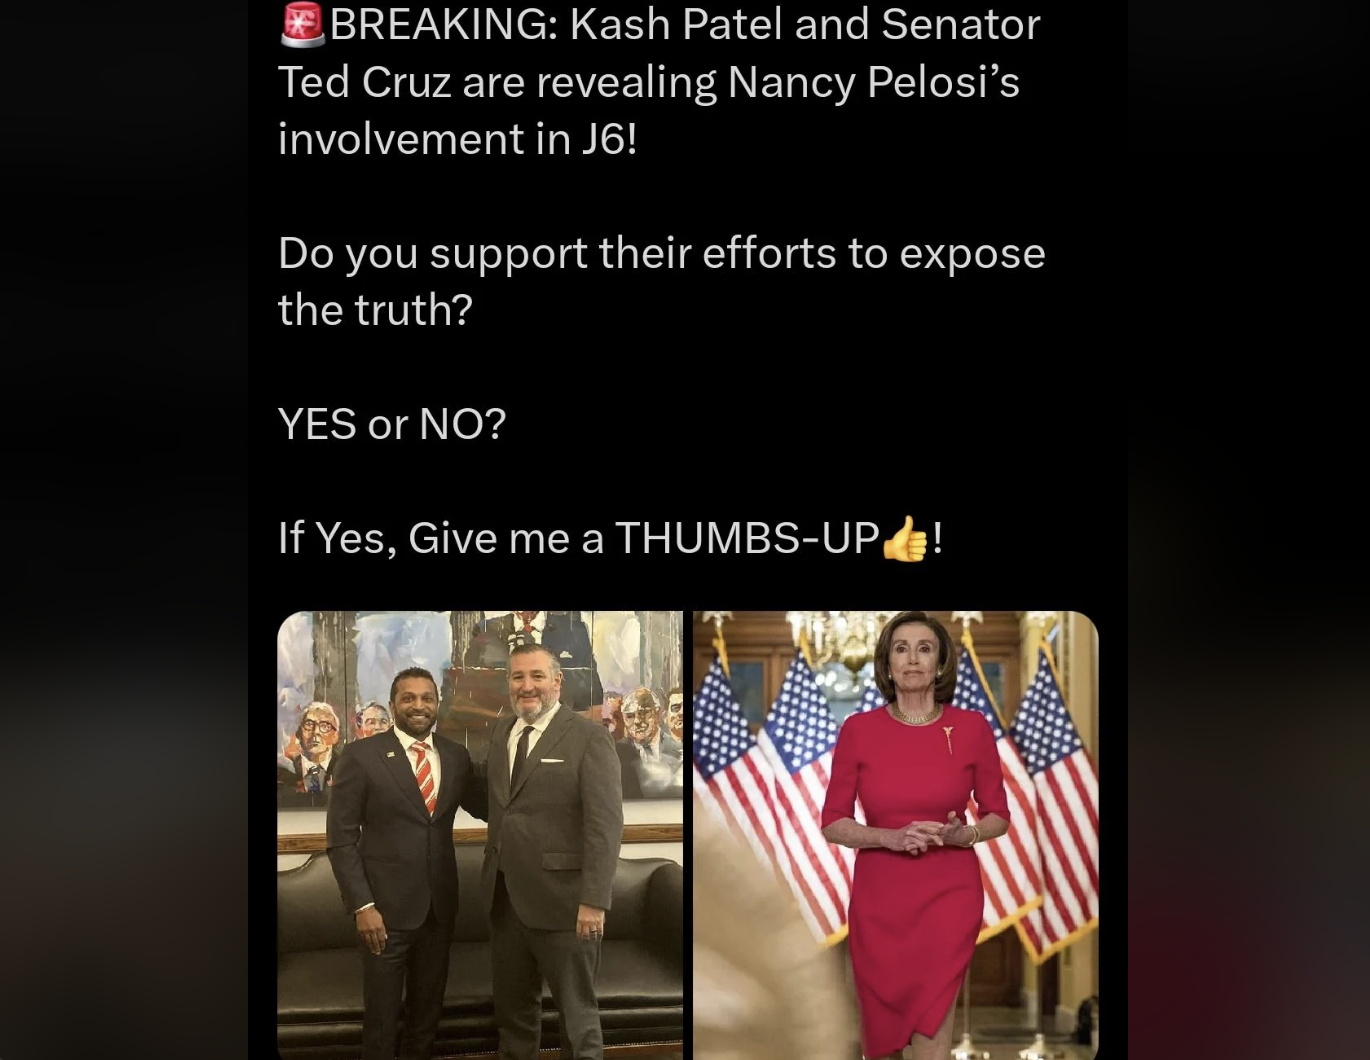 🚨BREAKING: Kash Patel and Senator
Ted Cruz are revealing Nancy Pelosi’s
involvement in J6!
Do you support their efforts to expose
the truth?
YES or NO?
If Yes, Give me a THUMBS-UP👍!